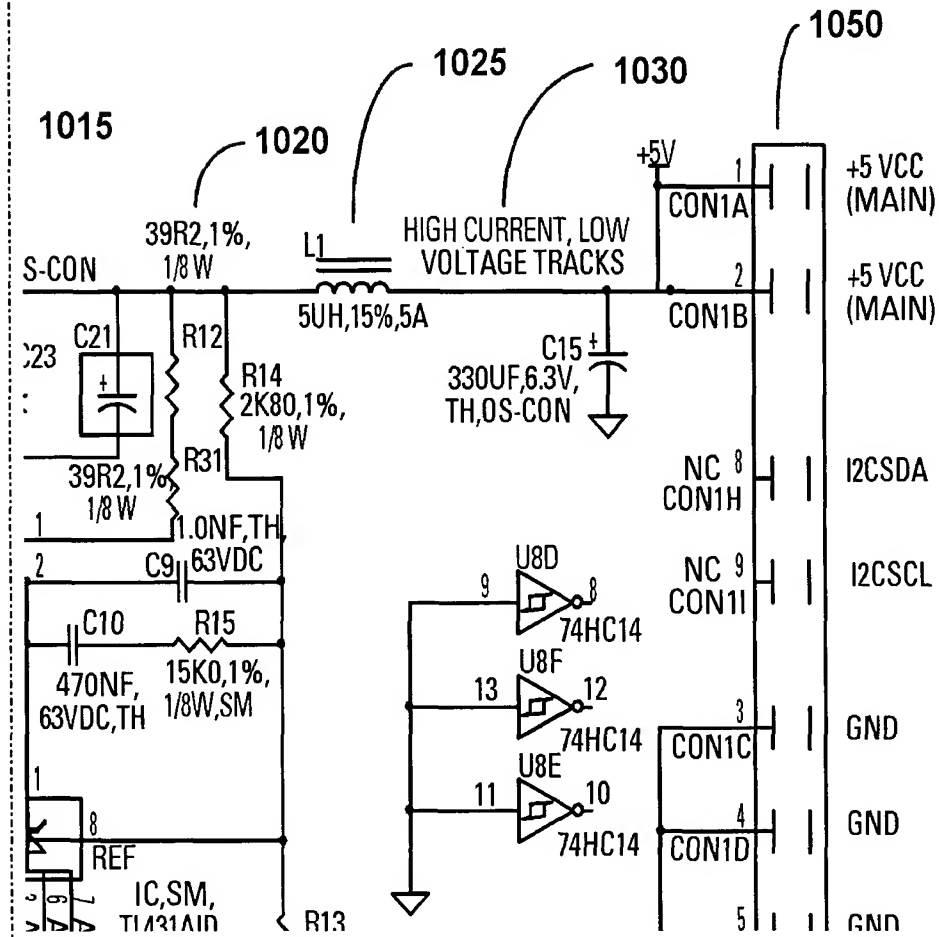 1050
1025
1030
1015
1020
+5V
1
+5 VCC
(MAIN)
CON1A
39R2,1%,
1/8 W
L1
HIGH CURRENT, LOW
VOLTAGE TRACKS
S-CON
2
+5 VCC
(MAIN)
5UH,15%,5A
CON1B
C21
R12
C15
+
330UF,6.3V,
TH,OS-CON
C23
+
R14
2K80,1%,
1/8 W
39R2,1%,
1/8 W
R31
NC 8
CON1H
I2CSDA
1
1.0NF,TH,
63VDC
2
C9
U8D
9
8
74HC14
NC 9
CON1I
I2CSCL
C10
R15
470NF,
63VDC,TH
15K0,1%,
1/8W,SM
U8F
13
12
74HC14
3
CON1C
GND
U8E
11
10
74HC14
1
8
REF
4
CON1D
GND
2
6
7
IC,SM,
TL431AID
R13
5
GND